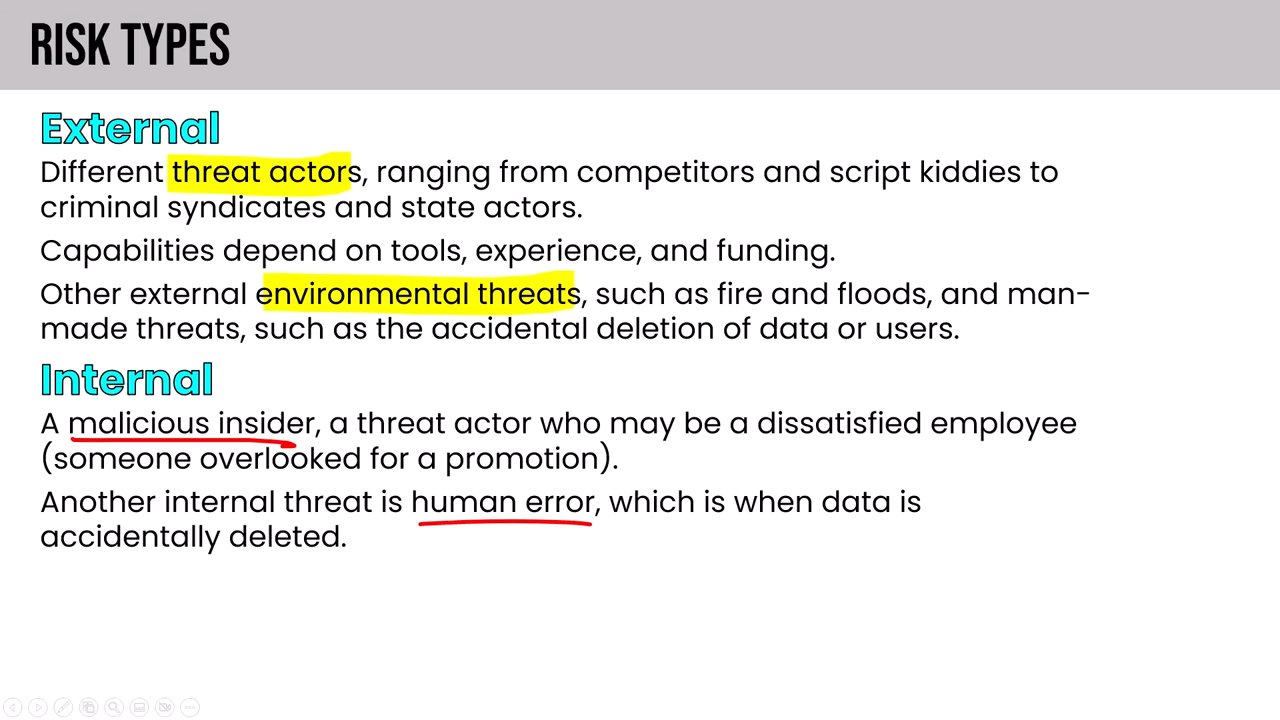 RISK TYPES
External
Different threat actors, ranging from competitors and script kiddies to
criminal syndicates and state actors.
Capabilities depend on tools, experience, and funding.
Other external environmental threats, such as fire and floods, and man-
made threats, such as the accidental deletion of data or users.
Internal
A malicious insider, a threat actor who may be a dissatisfied employee
(someone overlooked for a promotion).
Another internal threat is human error, which is when data is
accidentally deleted.